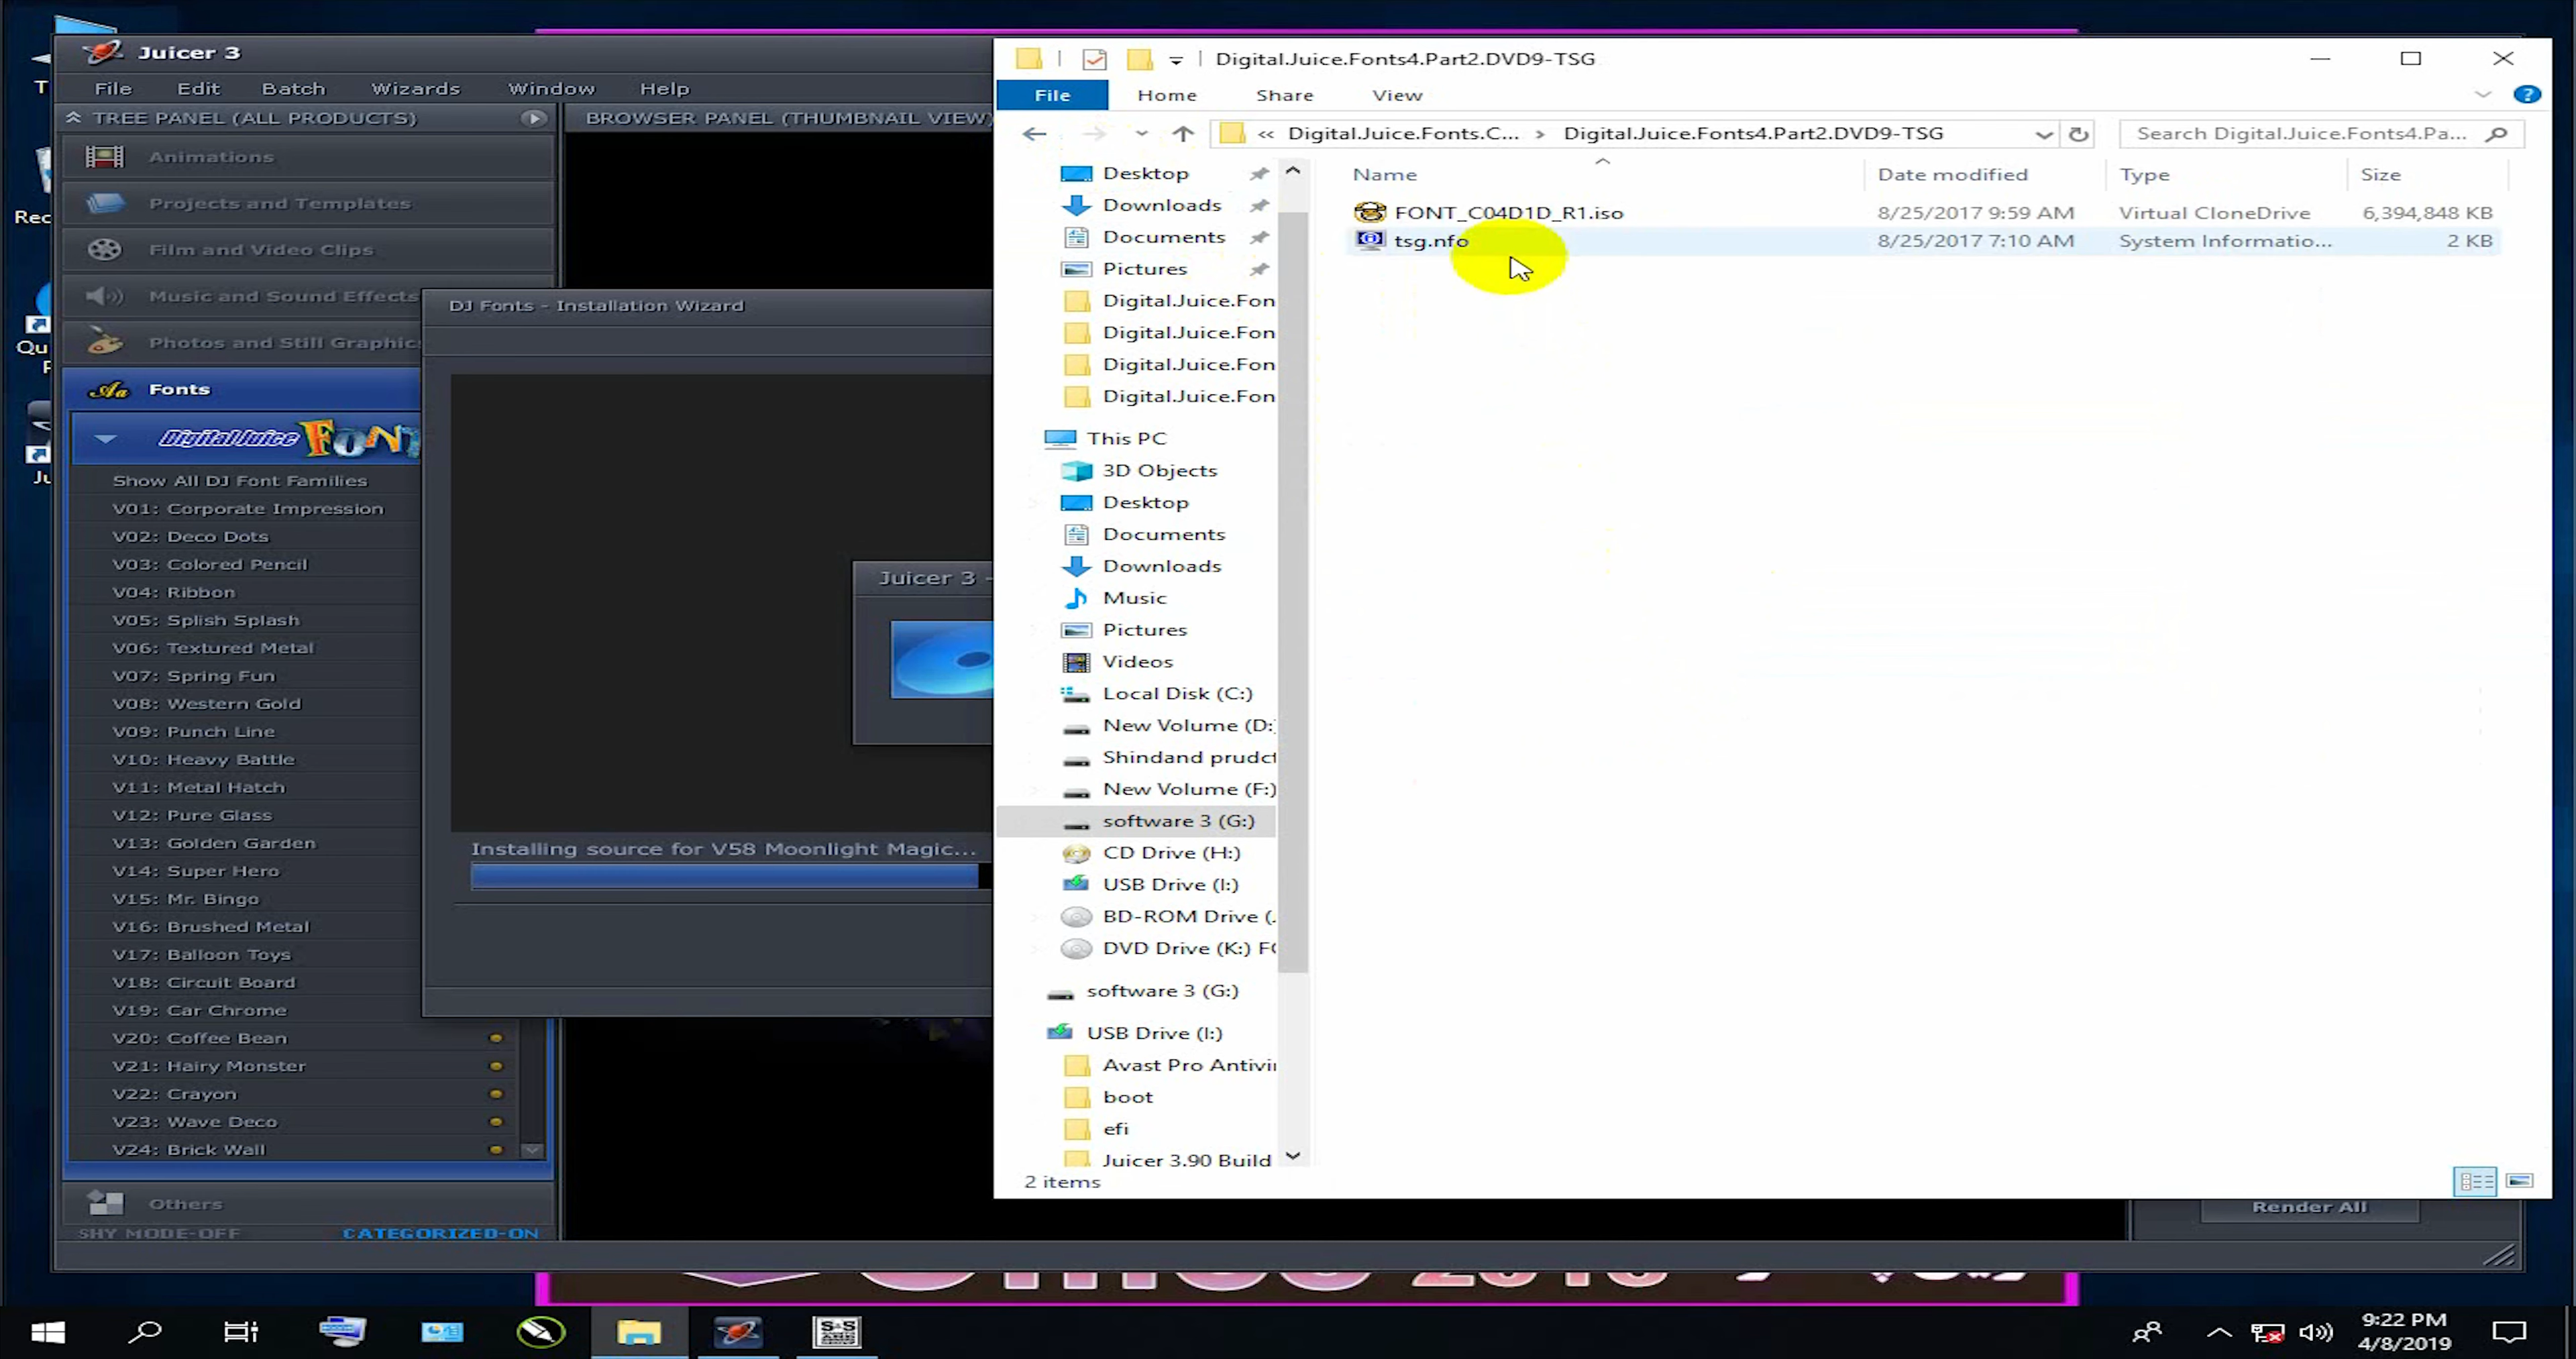 Juicer 3
File Edit Batch Wizards Window Help
TREE PANEL (ALL PRODUCTS)
BROWSER PANEL (THUMBNAIL VIEW)
Animations
Projects and Templates
Film and Video Clips
Music and Sound Effects
Photos and Still Graphics
Fonts
DigitalJuice FONT
Show All DJ Font Families
V01: Corporate Impression
V02: Deco Dots
V03: Colored Pencil
V04: Ribbon
V05: Splish Splash
V06: Textured Metal
V07: Spring Fun
V08: Western Gold
V09: Punch Line
V10: Heavy Battle
V11: Metal Hatch
V12: Pure Glass
V13: Golden Garden
V14: Super Hero
V15: Mr. Bingo
V16: Brushed Metal
V17: Balloon Toys
V18: Circuit Board
V19: Car Chrome
V20: Coffee Bean
V21: Hairy Monster
V22: Crayon
V23: Wave Deco
V24: Brick Wall
Others
SHY MODE-OFF CATEGORIZED-ON
DJ Fonts - Installation Wizard
Juicer 3 -
Installing source for V58 Moonlight Magic...
Digital.Juice.Fonts4.Part2.DVD9-TSG
File Home Share View
« Digital.Juice.Fonts.C... › Digital.Juice.Fonts4.Part2.DVD9-TSG
Search Digital.Juice.Fonts4.Pa...
Name Date modified Type Size
FONT_C04D1D_R1.iso 8/25/2017 9:59 AM Virtual CloneDrive 6,394,848 KB
tsg.nfo 8/25/2017 7:10 AM System Informatio... 2 KB
Desktop
Downloads
Documents
Pictures
Digital.Juice.Fon
Digital.Juice.Fon
Digital.Juice.Fon
Digital.Juice.Fon
This PC
3D Objects
Desktop
Documents
Downloads
Music
Pictures
Videos
Local Disk (C:)
New Volume (D:
Shindand prudct
New Volume (F:)
software 3 (G:)
CD Drive (H:)
USB Drive (I:)
BD-ROM Drive (
DVD Drive (K:) FO
software 3 (G:)
USB Drive (I:)
Avast Pro Antivi
boot
efi
Juicer 3.90 Build
2 items
Render All
Rec
Qu
Ju
S&S
9:22 PM
4/8/2019